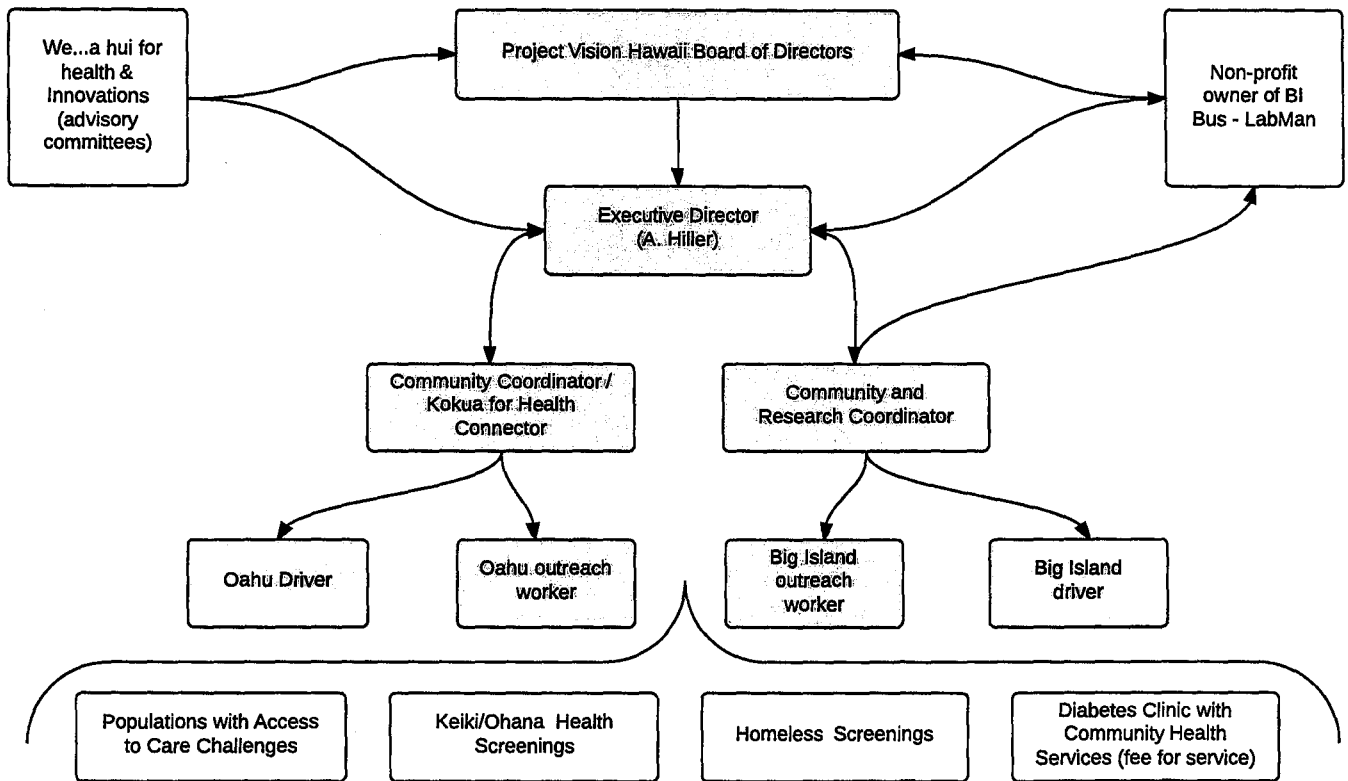 We...a hui for
health &
Innovations
(advisory
committees)
Project Vision Hawaii Board of Directors
Non-profit
owner of BI
Bus - LabMan
Executive Director
(A. Hiller)
Community Coordinator /
Kokua for Health
Connector
Community and
Research Coordinator
Oahu Driver
Oahu outreach
worker
Big Island
outreach
worker
Big Island
driver
Populations with Access
to Care Challenges
Keiki/Ohana Health
Screenings
Homeless Screenings
Diabetes Clinic with
Community Health
Services (fee for service)